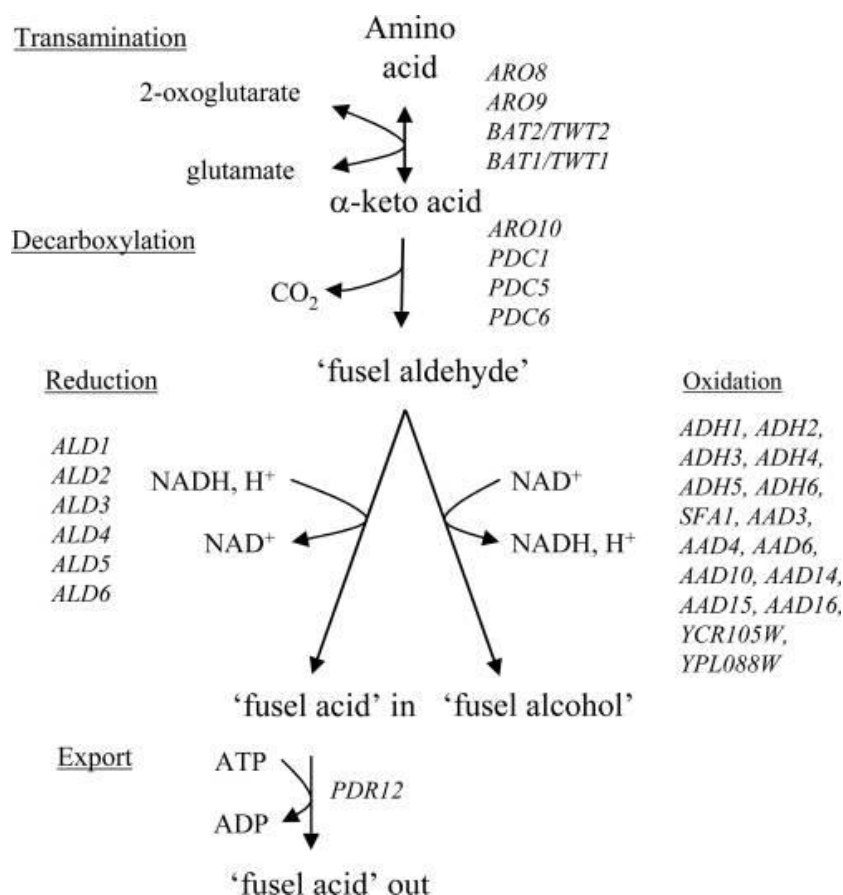 Transamination
Amino
acid
2-oxoglutarate
glutamate
ARO8
ARO9
BAT2/TWT2
BAT1/TWT1
α-keto acid
Decarboxylation
CO₂
ARO10
PDC1
PDC5
PDC6
'fusel aldehyde'
Reduction
ALD1
ALD2
ALD3
ALD4
ALD5
ALD6
NADH, H⁺
NAD⁺
NAD⁺
NADH, H⁺
Oxidation
ADH1, ADH2,
ADH3, ADH4,
ADH5, ADH6,
SFA1, AAD3,
AAD4, AAD6,
AAD10, AAD14,
AAD15, AAD16,
YCR105W,
YPL088W
'fusel acid' in 'fusel alcohol'
Export
ATP
ADP
PDR12
'fusel acid' out